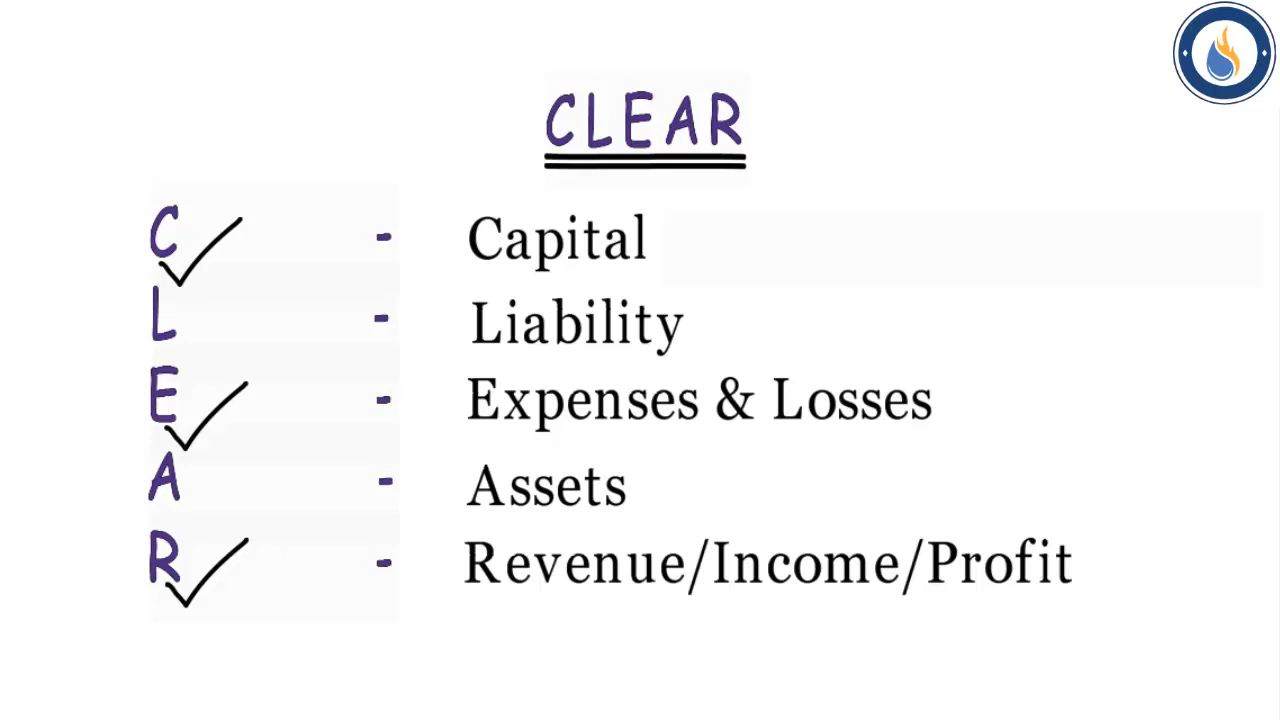 CLEAR
C - Capital
L - Liability
E - Expenses & Losses
A - Assets
R - Revenue/Income/Profit